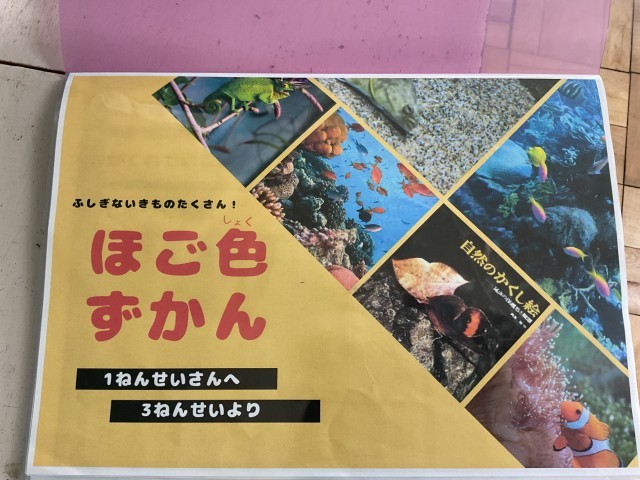 ふしぎないきものたくさん！
しょく
ほご色
ずかん
1ねんせいさんへ
3ねんせいより
自然のかくし絵